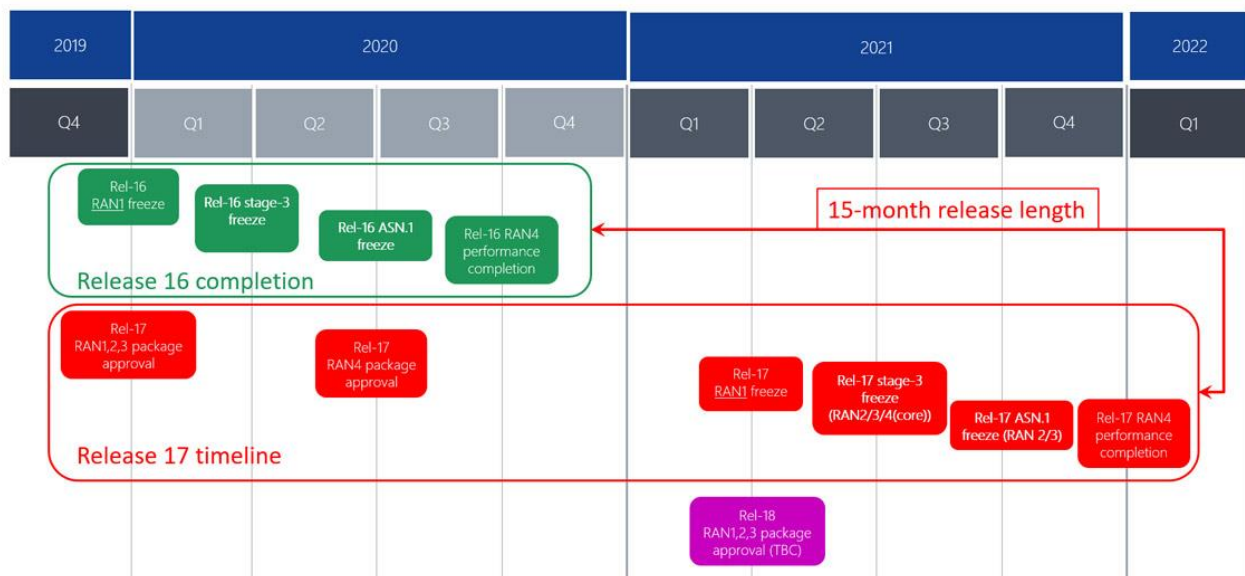 2019
2020
2021
2022
Q4
Q1
Q2
Q3
Q4
Q1
Q2
Q3
Q4
Q1
Rel-16
RAN1 freeze
Rel-16 stage-3
freeze
Rel-16 ASN.1
freeze
Rel-16 RAN4
performance
completion
Release 16 completion
15-month release length
Rel-17
RAN1,2,3 package
approval
Rel-17
RAN4 package
approval
Rel-17
RAN1 freeze
Rel-17 stage-3
freeze
(RAN2/3/4(core))
Rel-17 ASN.1
freeze (RAN 2/3)
Rel-17 RAN4
performance
completion
Release 17 timeline
Rel-18
RAN1,2,3 package
approval (TBC)